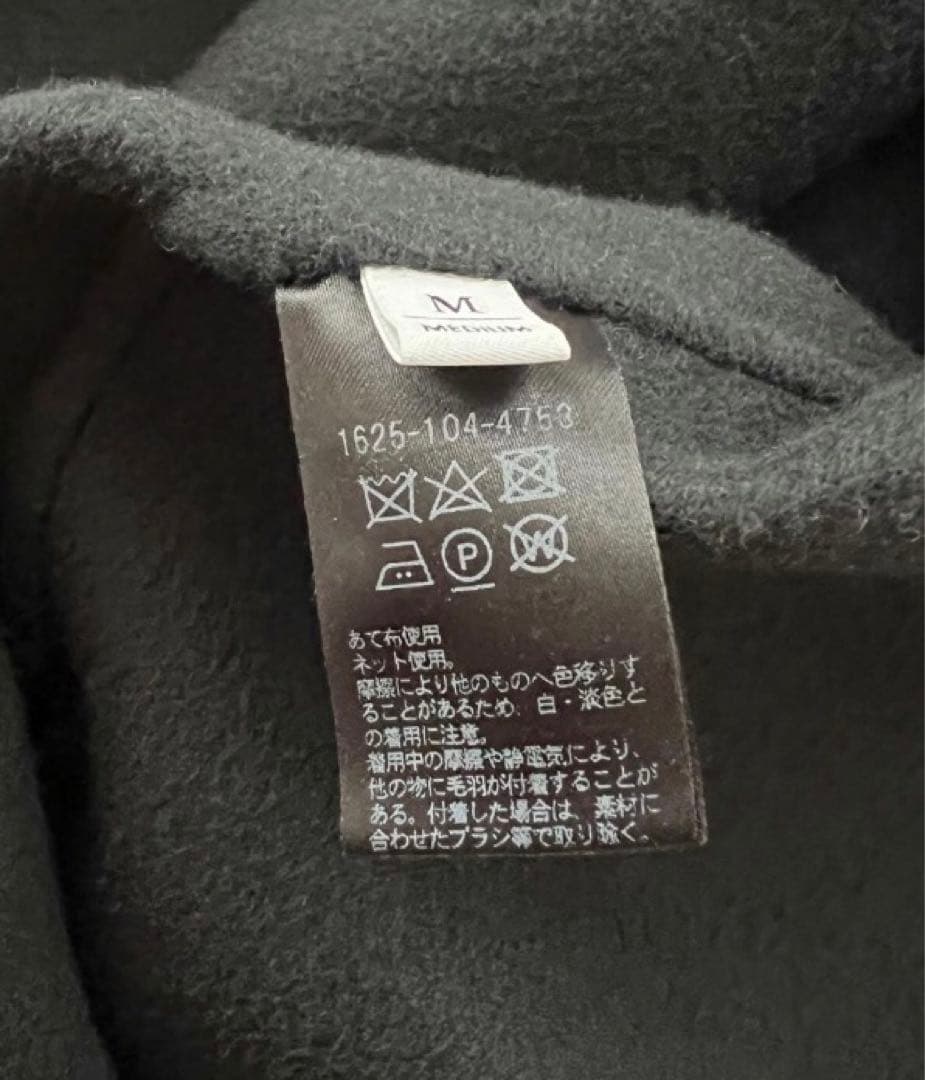 M
MEDIUM
1625-104-4753
P
W
あて布使用
ネット使用。
摩擦により他のものへ色移りす
ることがあるため、白・淡色と
の着用に注意。
着用中の摩擦や静電気により、
他の物に毛羽が付着することが
ある。付着した場合は、素材に
合わせたブラシ等で取り除く。